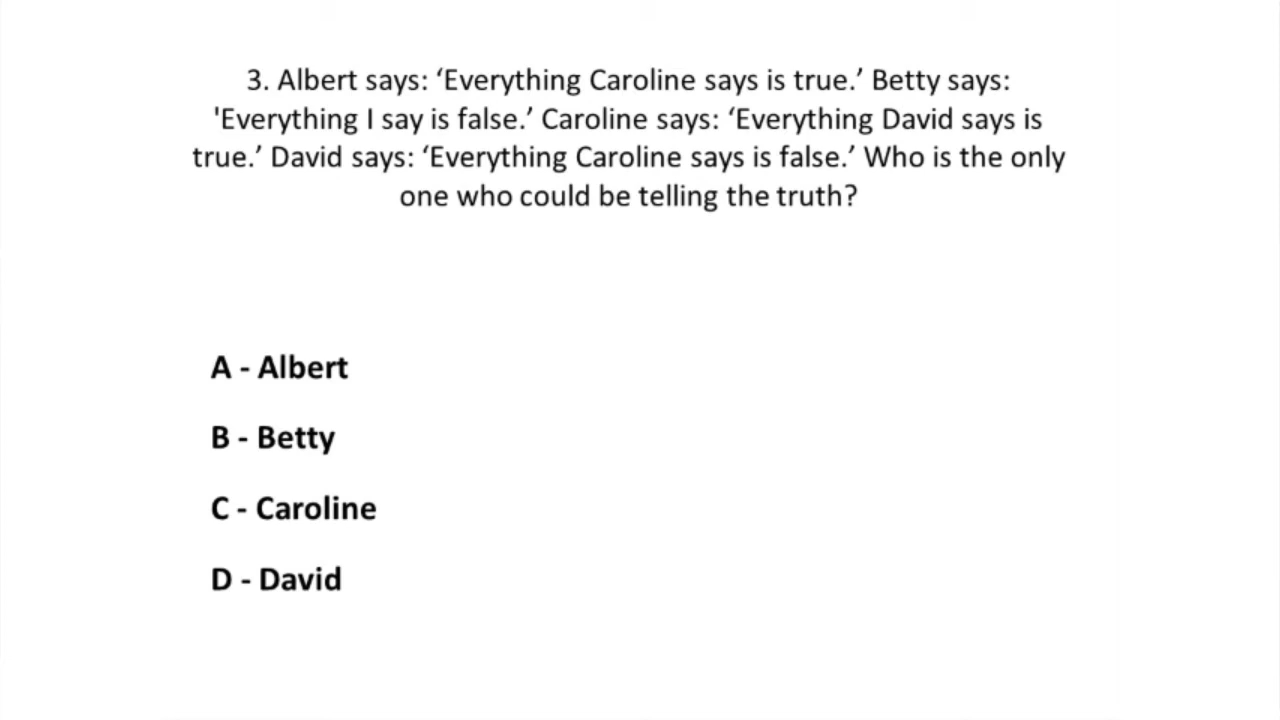 3. Albert says: ‘Everything Caroline says is true.’ Betty says:
'Everything I say is false.’ Caroline says: ‘Everything David says is
true.’ David says: ‘Everything Caroline says is false.’ Who is the only
one who could be telling the truth?
A - Albert
B - Betty
C - Caroline
D - David